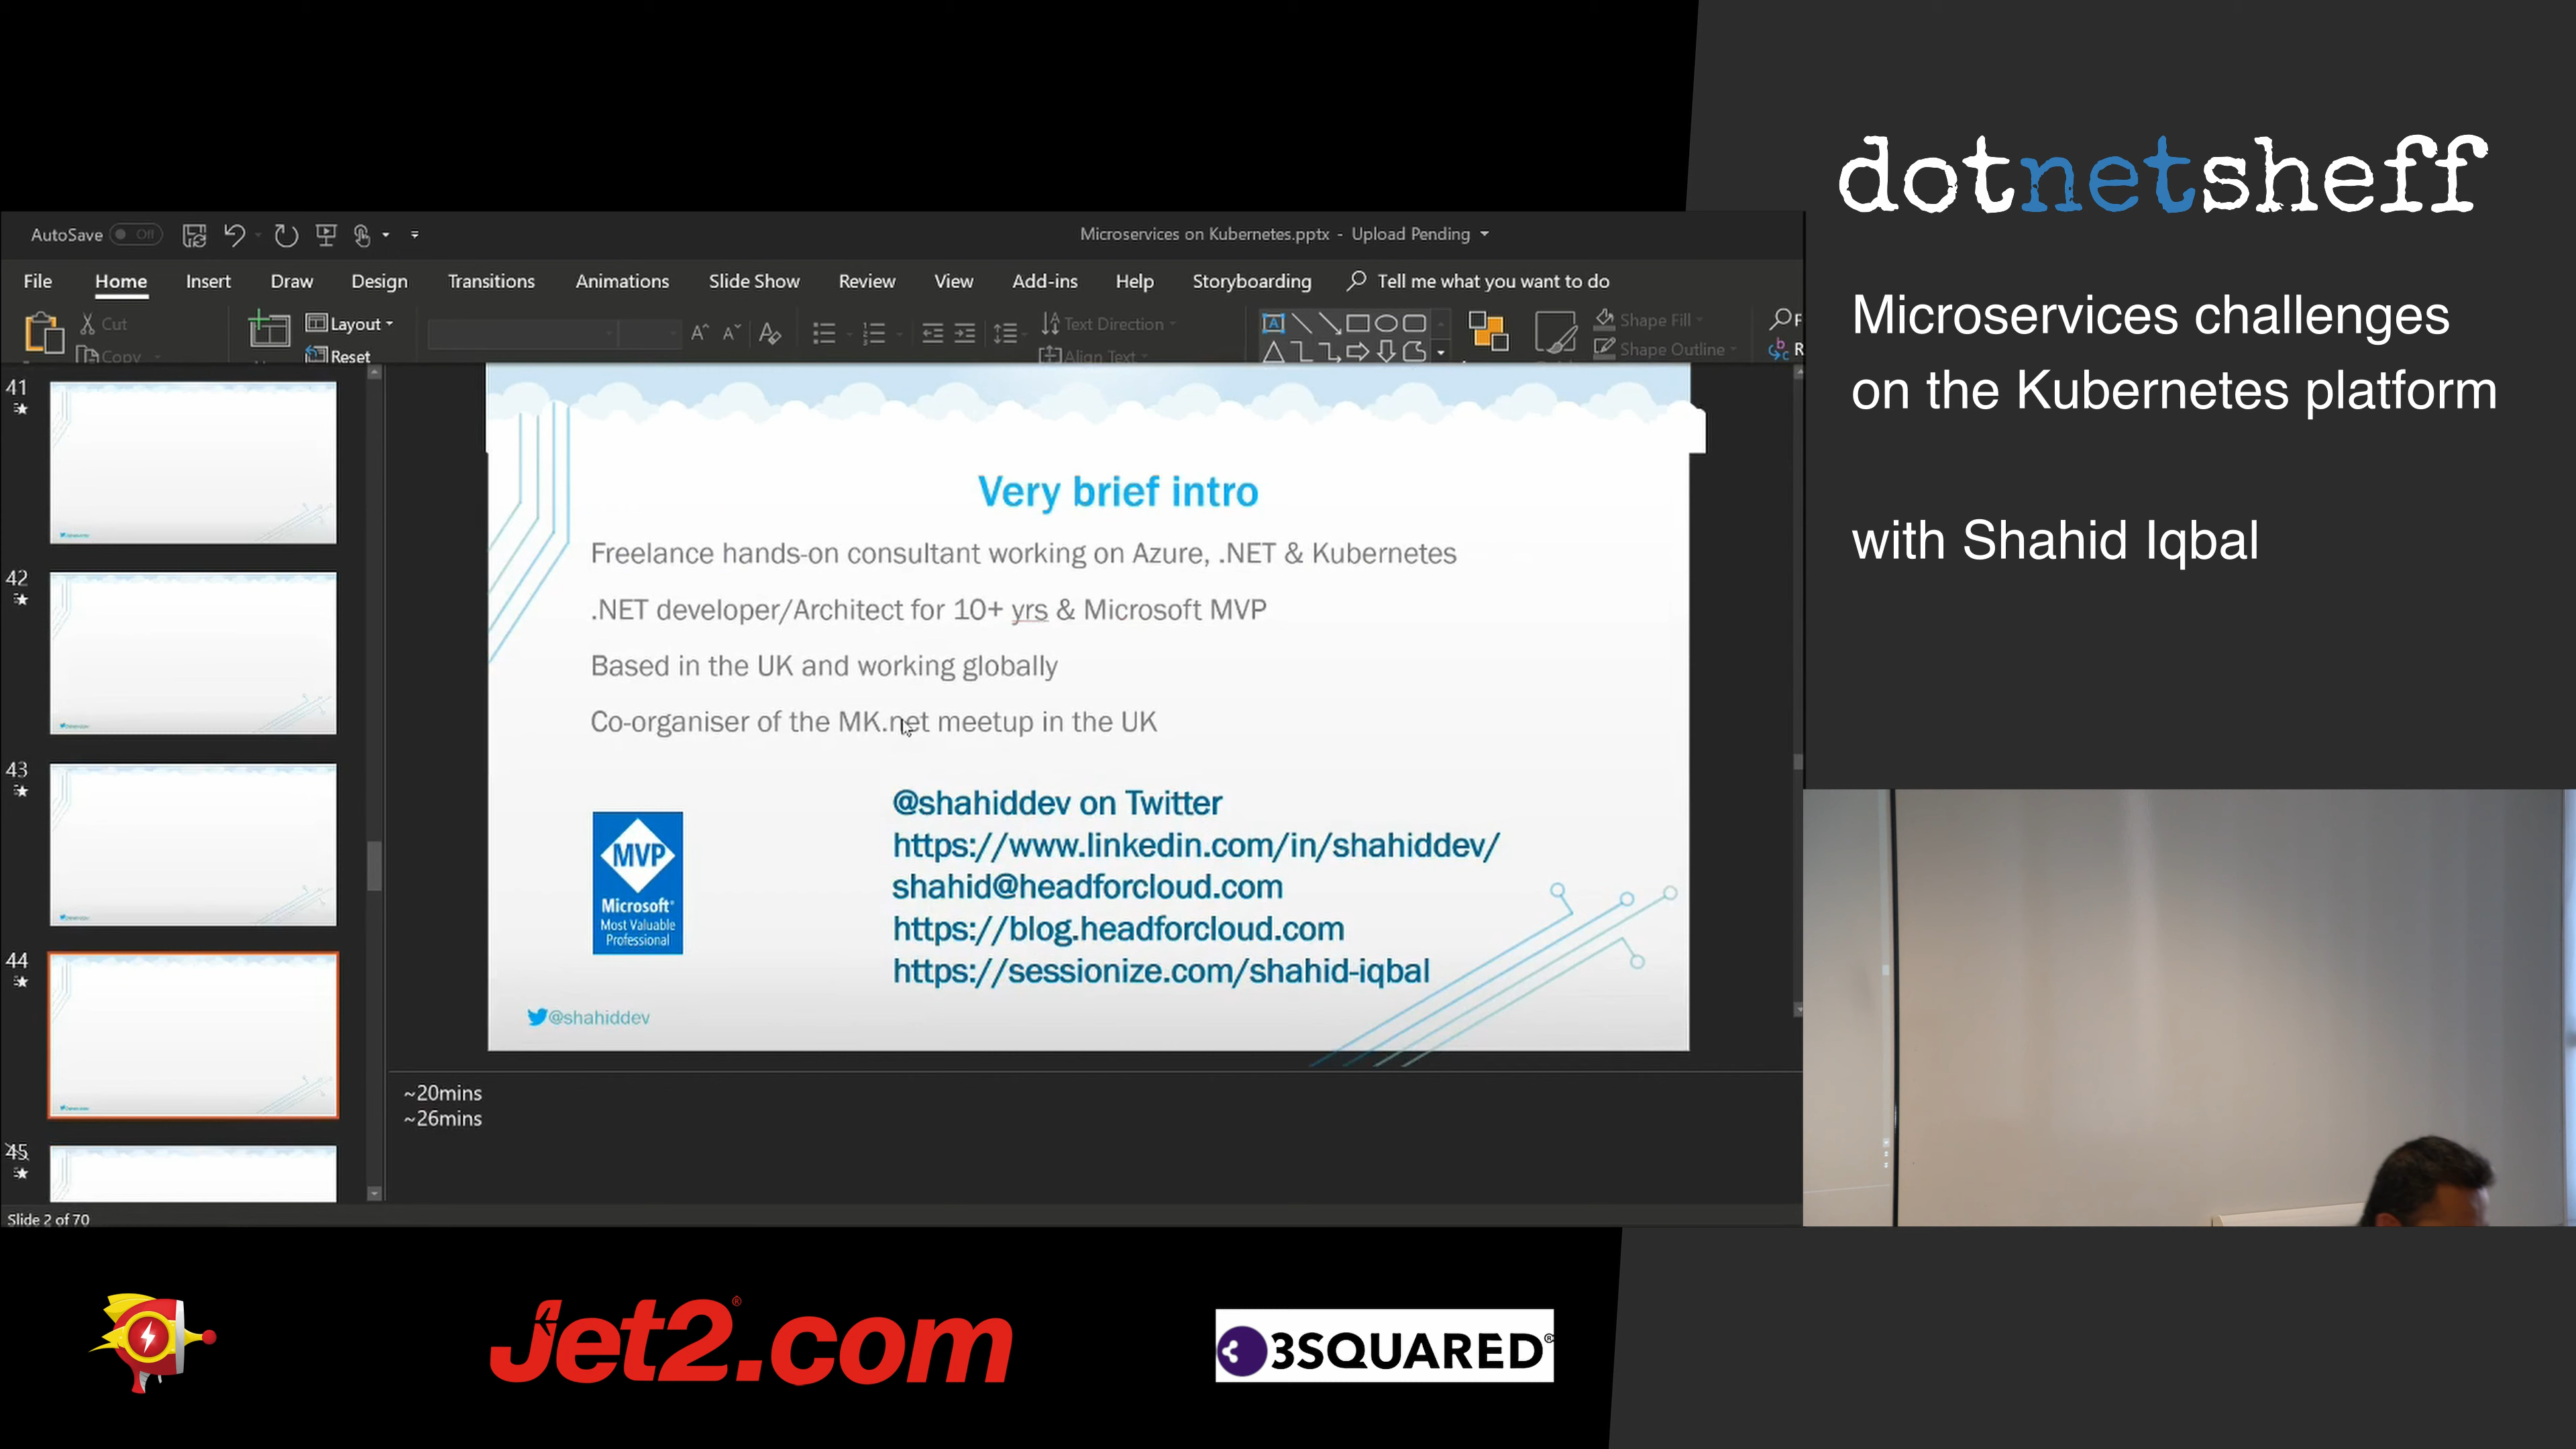 dotnetsheff
Microservices challenges
on the Kubernetes platform
with Shahid Iqbal
AutoSave Off
Microservices on Kubernetes.pptx - Upload Pending
File Home Insert Draw Design Transitions Animations Slide Show Review View Add-ins Help Storyboarding Tell me what you want to do
Cut
Copy
Layout
Reset
Text Direction
Align Text
Shape Fill
Shape Outline
41
42
43
44
45
Very brief intro
Freelance hands-on consultant working on Azure, .NET & Kubernetes
.NET developer/Architect for 10+ yrs & Microsoft MVP
Based in the UK and working globally
Co-organiser of the MK.net meetup in the UK
MVP
Microsoft®
Most Valuable
Professional
@shahiddev on Twitter
https://www.linkedin.com/in/shahiddev/
shahid@headforcloud.com
https://blog.headforcloud.com
https://sessionize.com/shahid-iqbal
@shahiddev
~20mins
~26mins
Slide 2 of 70
Jet2.com®
3SQUARED®